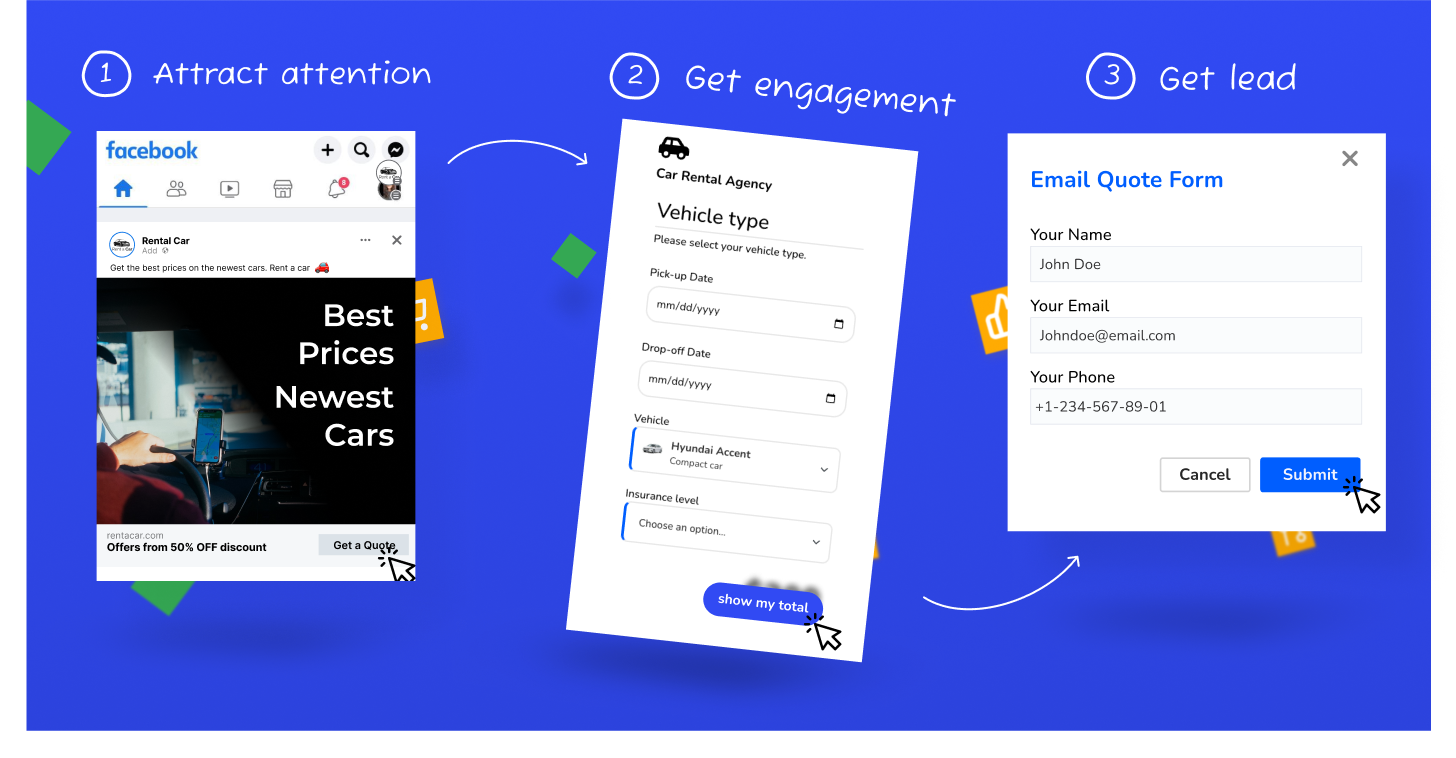 1 Attract attention
facebook
8
Rental Car
Add
Get the best prices on the newest cars. Rent a car
Best
Prices
Newest
Cars
rentacar.com
Offers from 50% OFF discount
Get a Quote
2 Get engagement
Car Rental Agency
Vehicle type
Please select your vehicle type.
Pick-up Date
mm/dd/yyyy
Drop-off Date
mm/dd/yyyy
Vehicle
Hyundai Accent
Compact car
Insurance level
Choose an option...
show my total
3 Get lead
Email Quote Form
Your Name
John Doe
Your Email
Johndoe@email.com
Your Phone
+1-234-567-89-01
Cancel
Submit